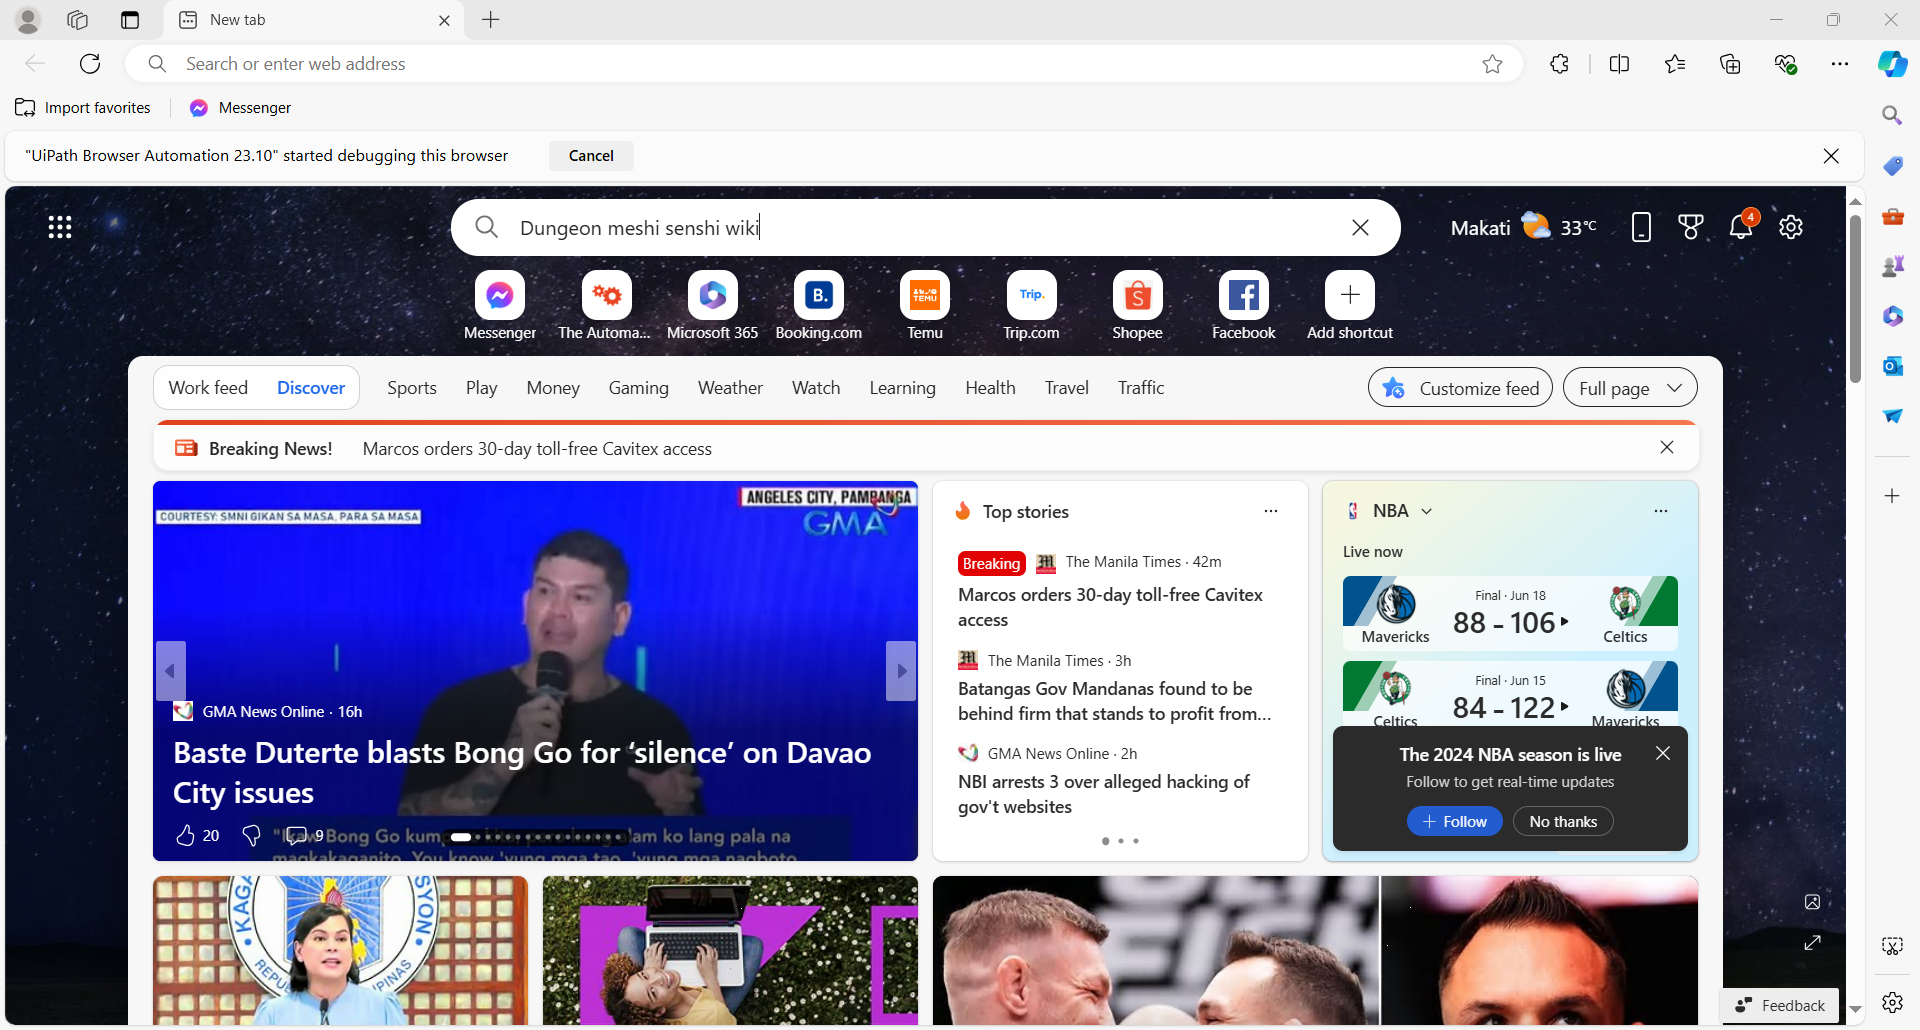 New tab
Search or enter web address
Import favorites
Messenger
"UiPath Browser Automation 23.10" started debugging this browser
Cancel
Dungeon meshi senshi wiki
Makati
33°C
4
Messenger
The Automa...
Microsoft 365
B.
Booking.com
TEMU
Temu
Trip.
Trip.com
Shopee
Facebook
Add shortcut
Work feed
Discover
Sports
Play
Money
Gaming
Weather
Watch
Learning
Health
Travel
Traffic
Customize feed
Full page
Breaking News!
Marcos orders 30-day toll-free Cavitex access
COURTESY: SMNI GIKAN SA MASA, PARA SA MASA
ANGELES CITY, PAMPANGA
GMA
GMA News Online · 16h
Baste Duterte blasts Bong Go for ‘silence’ on Davao
City issues
20
9
Top stories
Breaking
The Manila Times · 42m
Marcos orders 30-day toll-free Cavitex
access
The Manila Times · 3h
Batangas Gov Mandanas found to be
behind firm that stands to profit from...
GMA News Online · 2h
NBI arrests 3 over alleged hacking of
gov't websites
NBA
Live now
Final · Jun 18
88 - 106
Mavericks
Celtics
Final · Jun 15
84 - 122
Celtics
Mavericks
The 2024 NBA season is live
Follow to get real-time updates
Follow
No thanks
Feedback